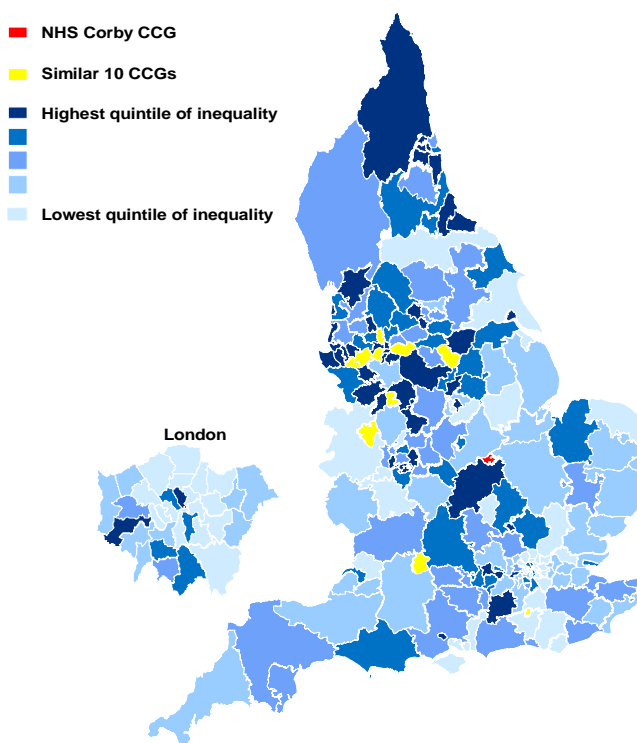 NHS Corby CCG
Similar 10 CCGs
Highest quintile of inequality
Lowest quintile of inequality
London